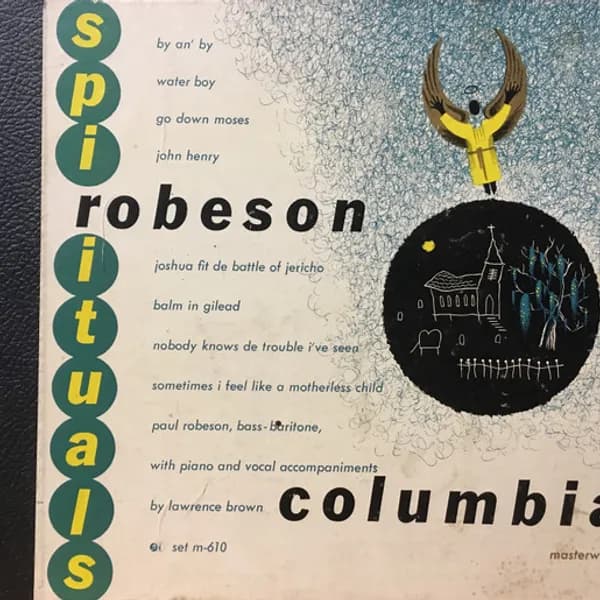 spirituals
by an' by
water boy
go down moses
john henry
robeson
joshua fit de battle of jericho
balm in gilead
nobody knows de trouble i've seen
sometimes i feel like a motherless child
paul robeson, bass-baritone,
with piano and vocal accompaniments
by lawrence brown
columbia
set m-610
masterw